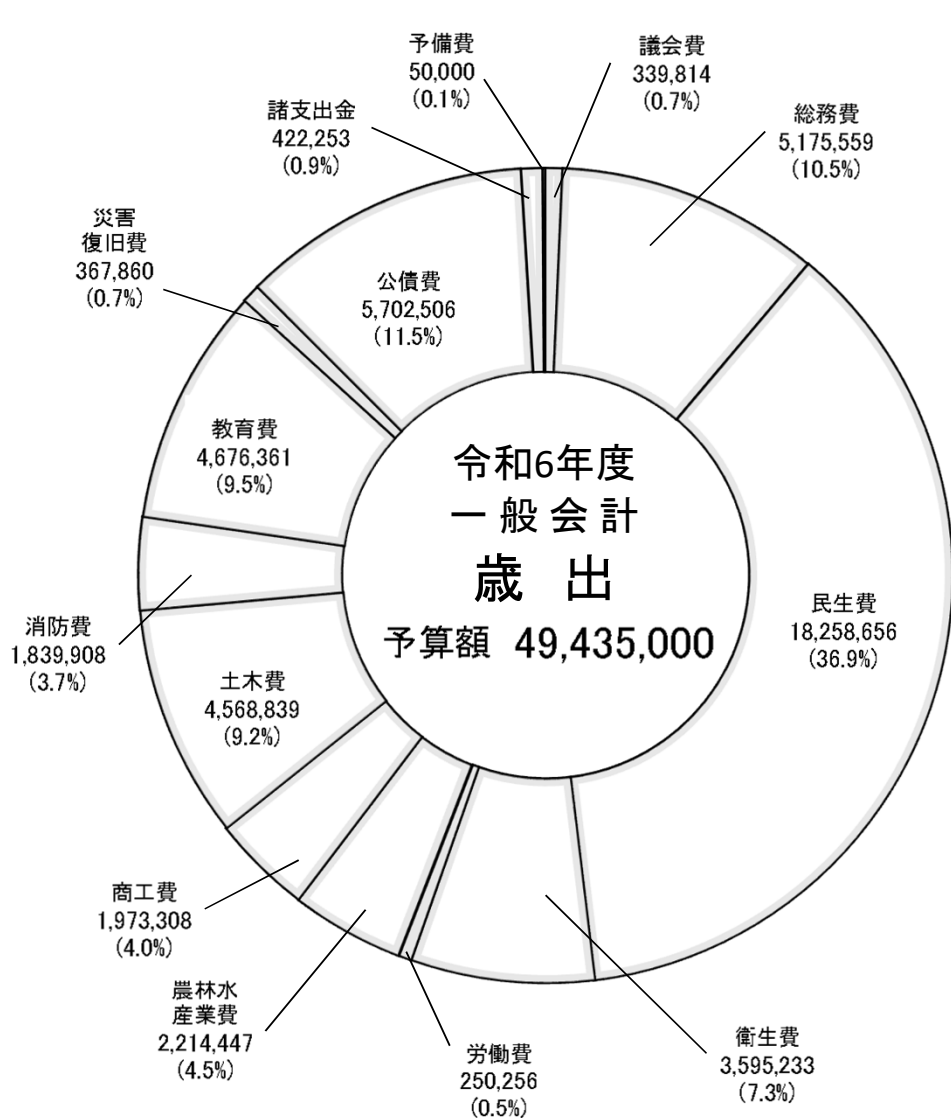 令和6年度
一般会計
歳出
予算額 49,435,000
議会費
339,814
(0.7%)
総務費
5,175,559
(10.5%)
民生費
18,258,656
(36.9%)
衛生費
3,595,233
(7.3%)
労働費
250,256
(0.5%)
農林水
産業費
2,214,447
(4.5%)
商工費
1,973,308
(4.0%)
土木費
4,568,839
(9.2%)
消防費
1,839,908
(3.7%)
教育費
4,676,361
(9.5%)
災害
復旧費
367,860
(0.7%)
公債費
5,702,506
(11.5%)
諸支出金
422,253
(0.9%)
予備費
50,000
(0.1%)